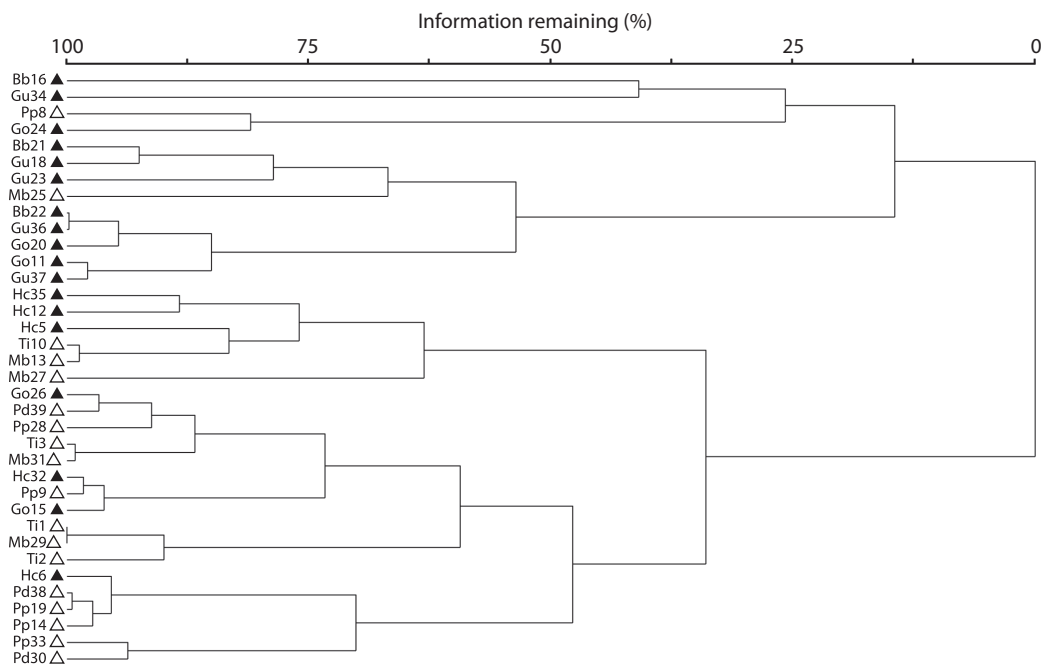 Information remaining (%)
100 75 50 25 0
Bb16
Gu34
Pp8
Go24
Bb21
Gu18
Gu23
Mb25
Bb22
Gu36
Go20
Go11
Gu37
Hc35
Hc12
Hc5
Ti10
Mb13
Mb27
Go26
Pd39
Pp28
Ti3
Mb31
Hc32
Pp9
Go15
Ti1
Mb29
Ti2
Hc6
Pd38
Pp19
Pp14
Pp33
Pd30